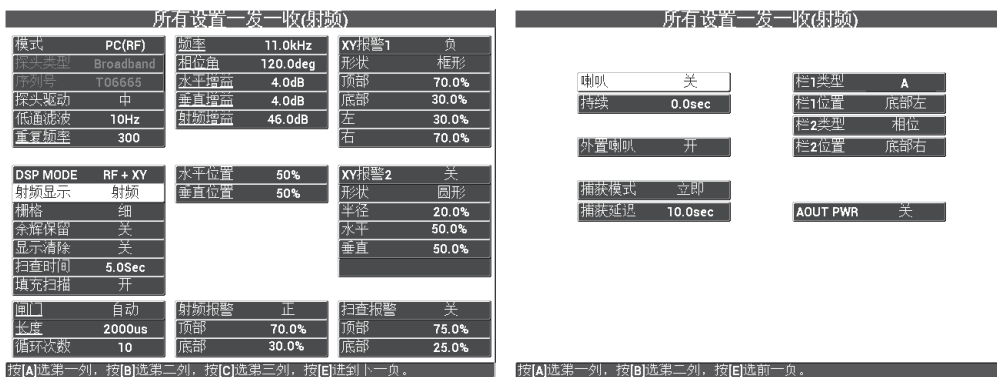 所有设置一发一收(射频)
模式 PC(RF)
探头类型 Broadband
序列号 T06665
探头驱动 中
低通滤波 10Hz
重复频率 300
频率 11.0kHz
相位角 120.0deg
水平增益 4.0dB
垂直增益 4.0dB
射频增益 46.0dB
XY报警1 负
形状 框形
顶部 70.0%
底部 30.0%
左 30.0%
右 70.0%
DSP MODE RF + XY
射频显示 射频
栅格 细
余辉保留 关
显示清除 关
扫查时间 5.0Sec
填充扫描 开
水平位置 50%
垂直位置 50%
XY报警2 关
形状 圆形
半径 20.0%
水平 50.0%
垂直 50.0%
闸门 自动
长度 2000us
循环次数 10
射频报警 正
顶部 70.0%
底部 30.0%
扫查报警 关
顶部 75.0%
底部 25.0%
按[A]选第一列，按[B]选第二列，按[C]选第三列，按[E]进到下一页。
所有设置一发一收(射频)
喇叭 关
持续 0.0sec
外置喇叭 开
捕获模式 立即
捕获延迟 10.0sec
栏1类型 A
栏1位置 底部左
栏2类型 相位
栏2位置 底部右
AOUT PWR 关
按[A]选第一列，按[B]选第二列，按[E]选前一页。